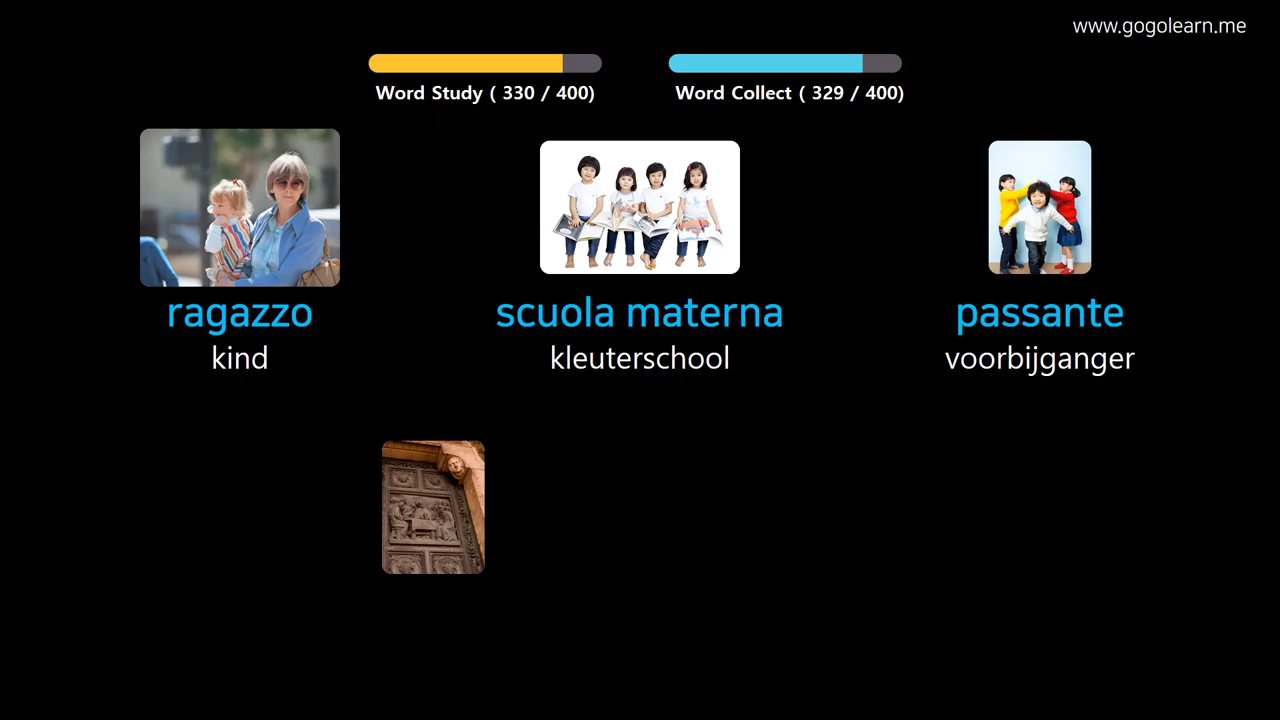 www.gogolearn.me
Word Study ( 330 / 400)
Word Collect ( 329 / 400)
ragazzo
scuola materna
passante
kind
kleuterschool
voorbijganger